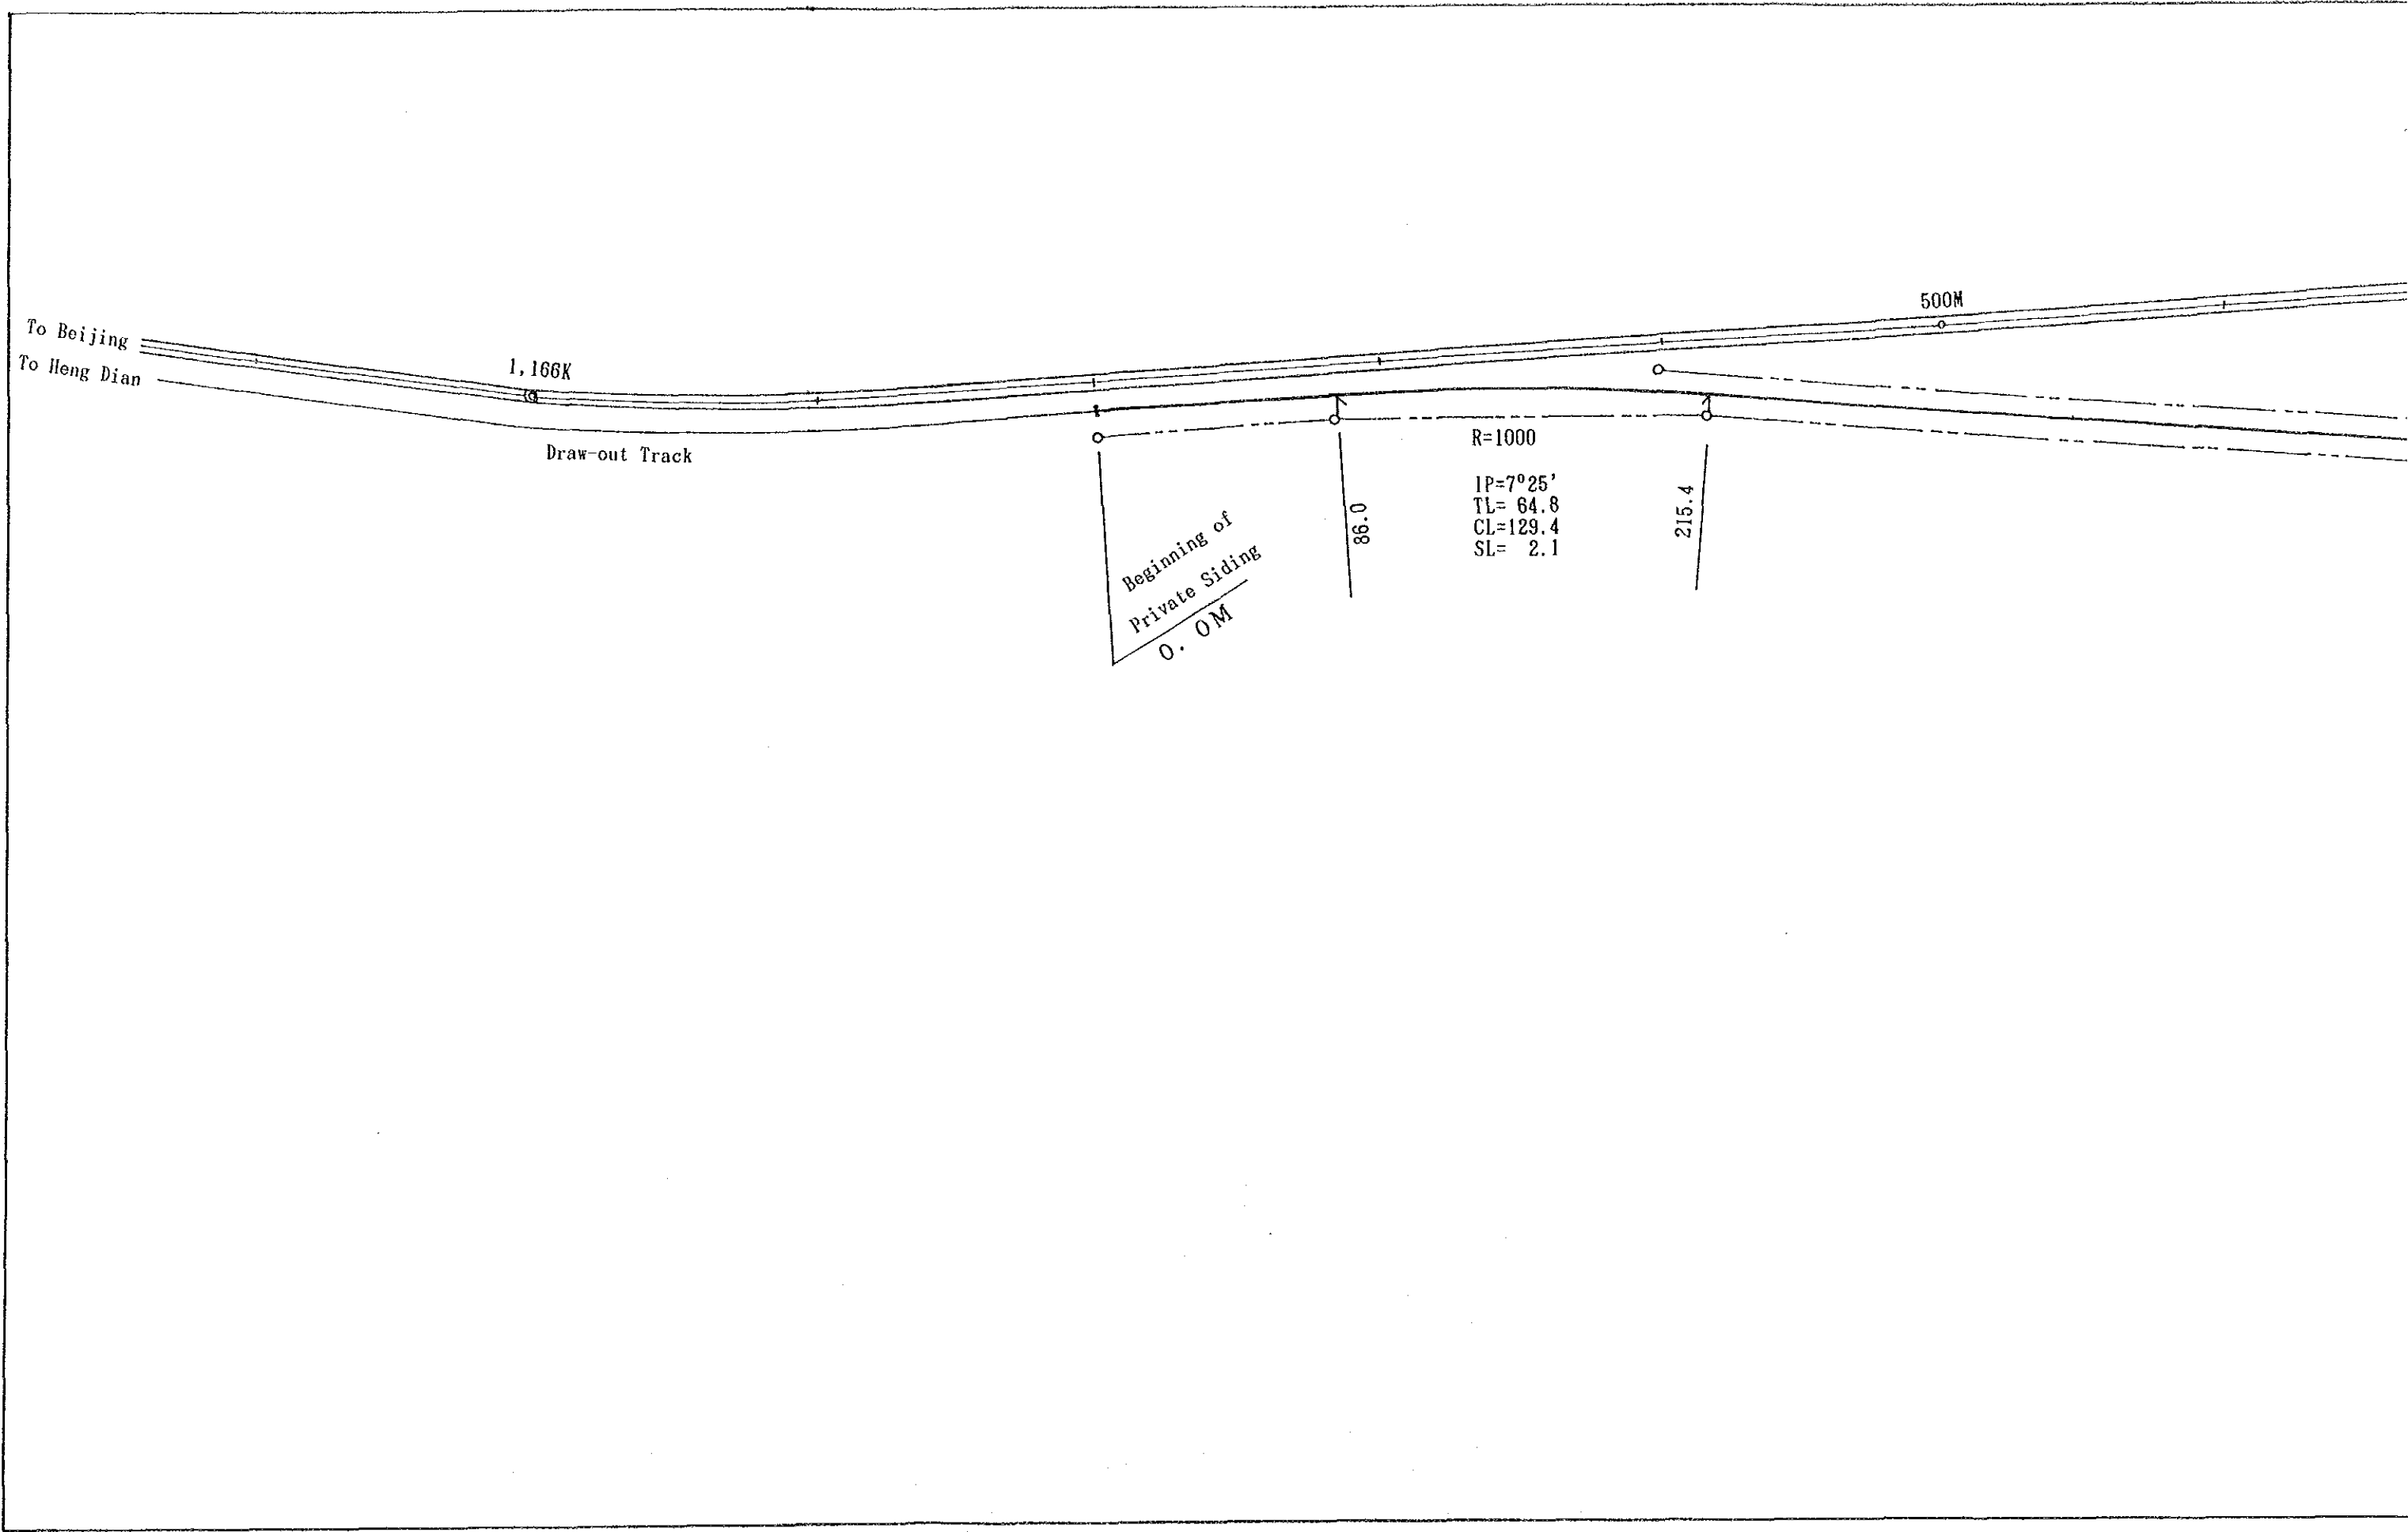 500M
To Beijing
To Heng Dian
1,166K
Draw-out Track
R=1000
IP=7°25'
TL= 64.8
CL=129.4
SL= 2.1
86.0
215.4
Beginning of
Private Siding
0.0M